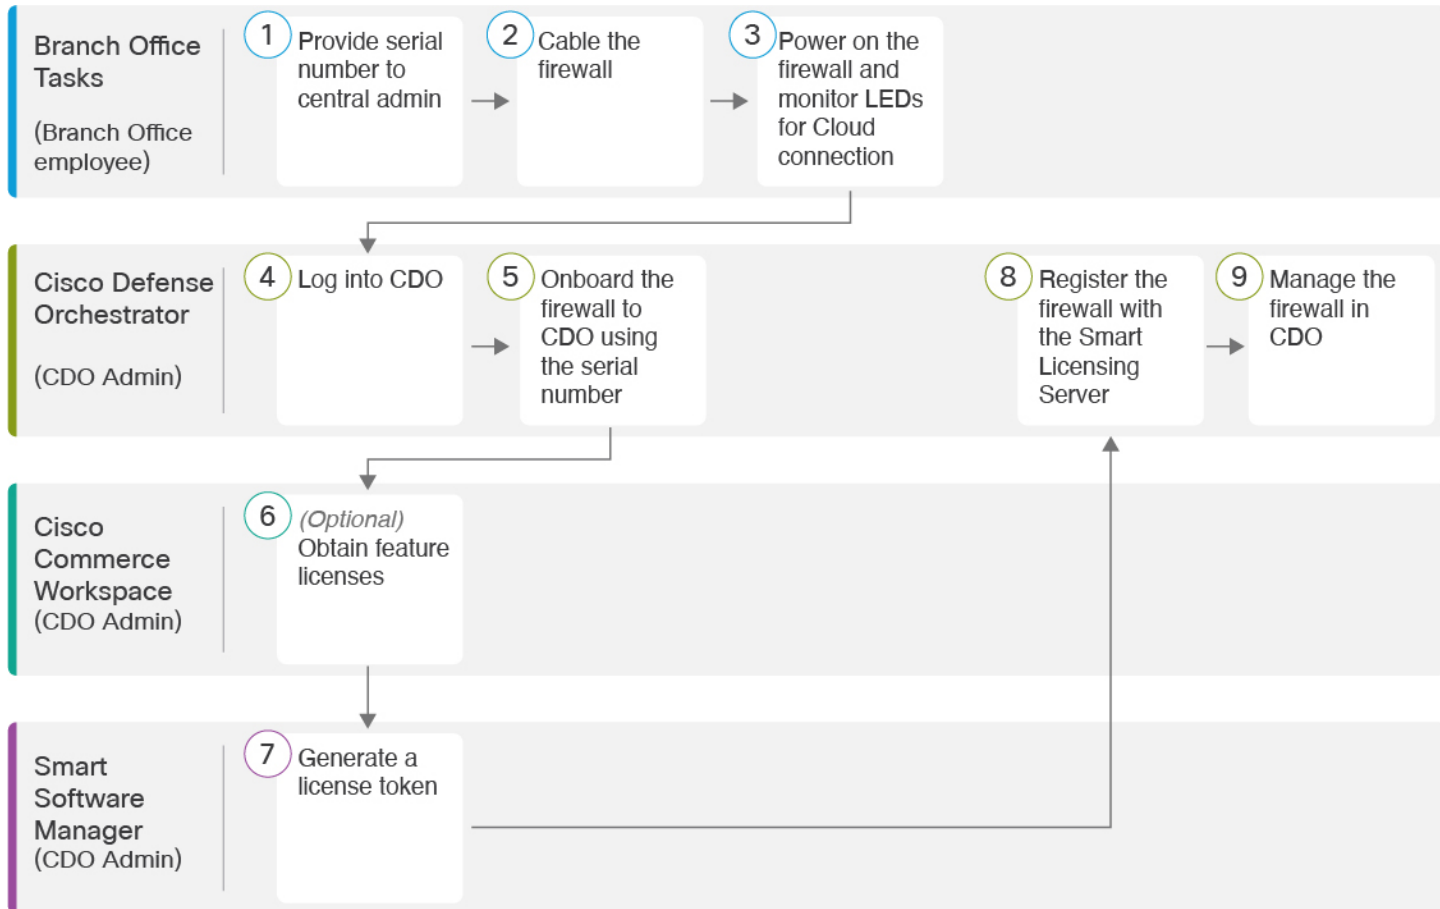 Branch Office
Tasks
(Branch Office
employee)
1
Provide serial
number to
central admin
2
Cable the
firewall
3
Power on the
firewall and
monitor LEDs
for Cloud
connection
Cisco Defense
Orchestrator
(CDO Admin)
4
Log into CDO
5
Onboard the
firewall to
CDO using
the serial
number
8
Register the
firewall with
the Smart
Licensing
Server
9
Manage the
firewall in
CDO
Cisco
Commerce
Workspace
(CDO Admin)
6
(Optional)
Obtain feature
licenses
Smart
Software
Manager
(CDO Admin)
7
Generate a
license token